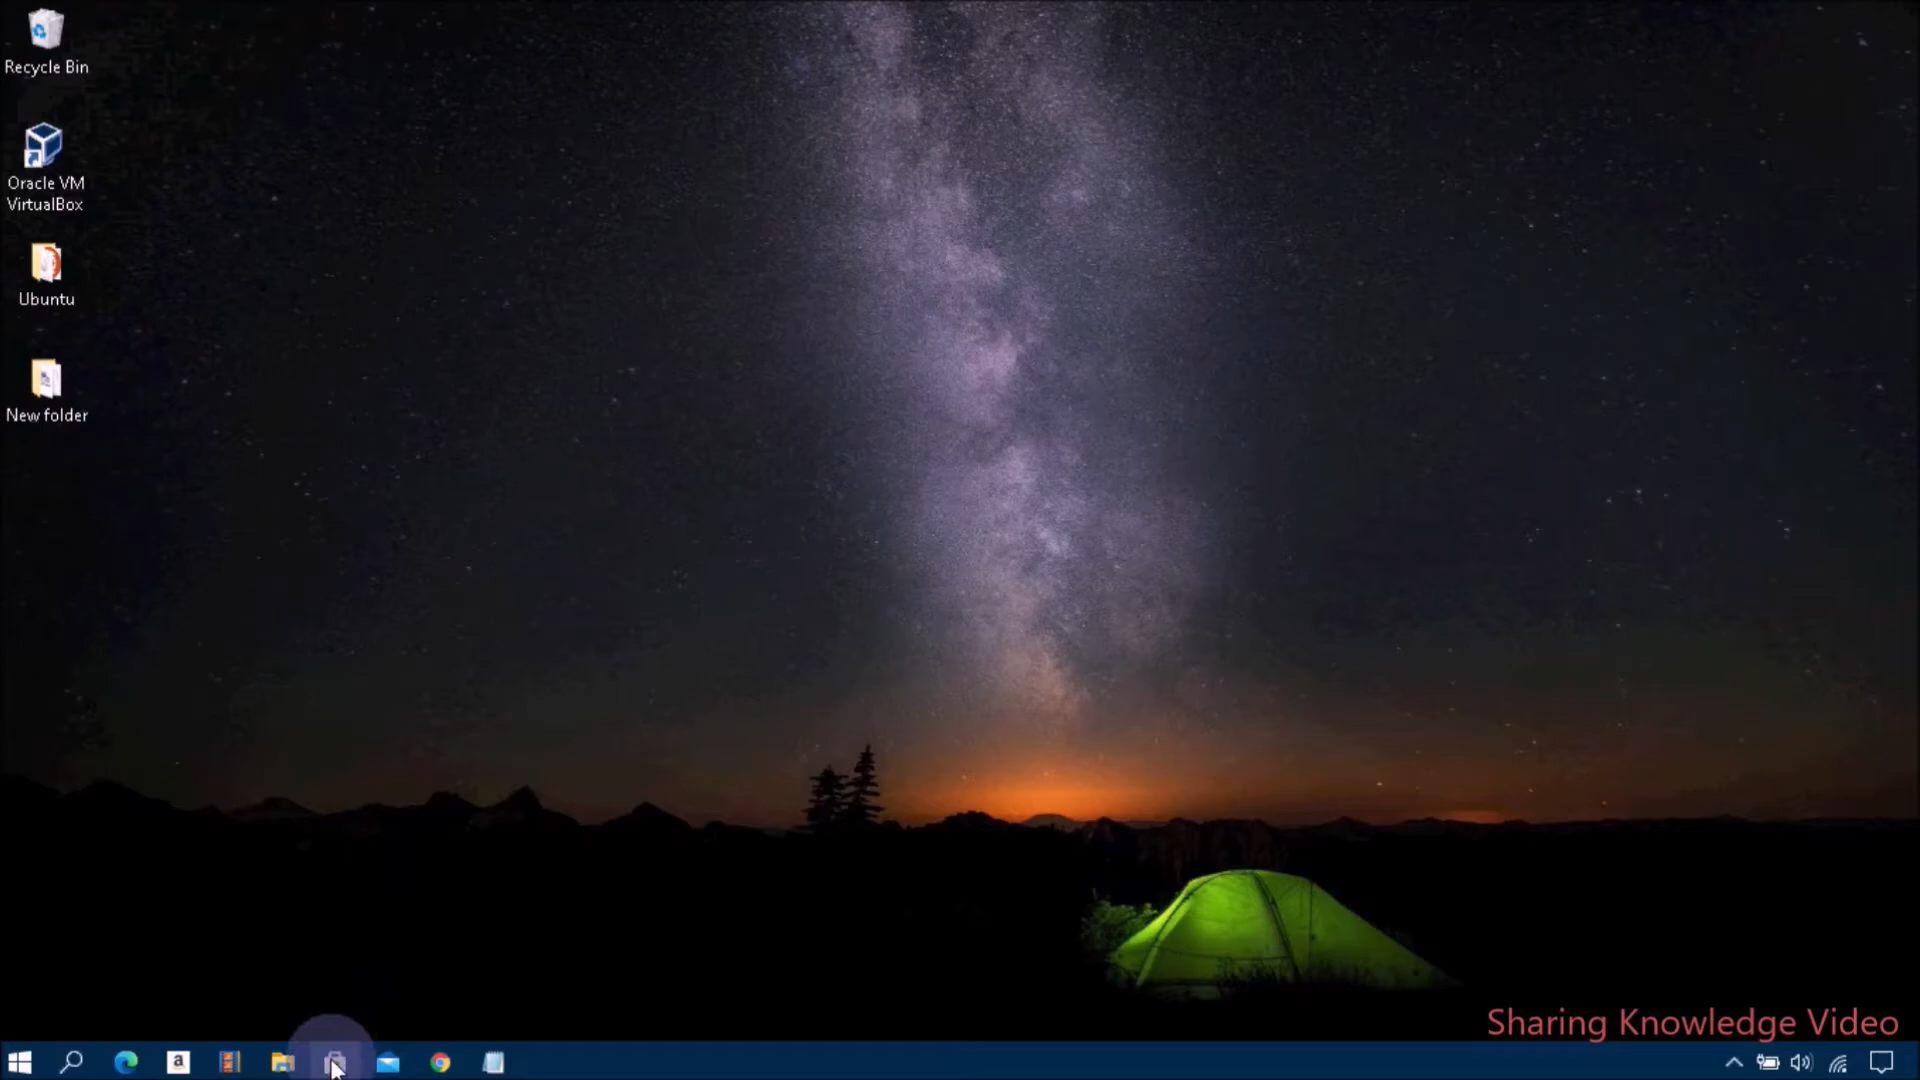 Recycle Bin
Oracle VM
VirtualBox
Ubuntu
New folder
Sharing Knowledge Video
a